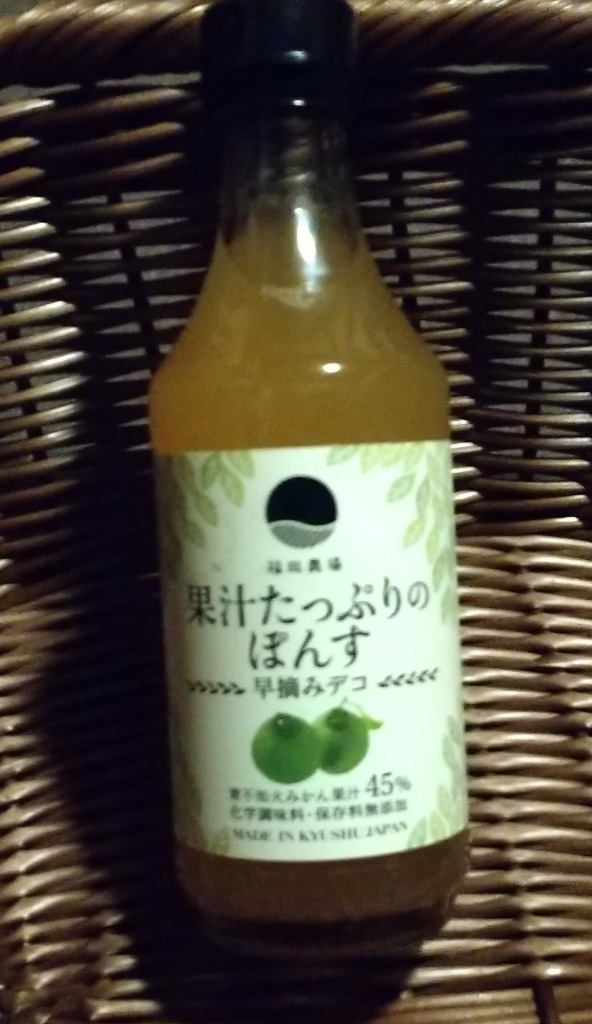 福田農場
果汁たっぷりの
ぽんす
早摘みデコ
青不知火みかん果汁45%
化学調味料・保存料無添加
MADE IN KYUSHU JAPAN